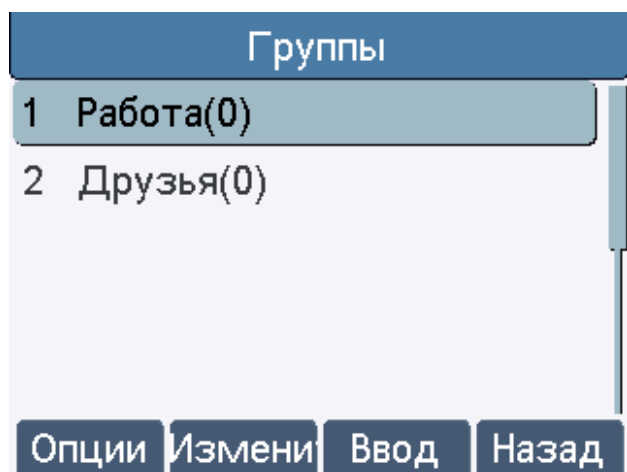 Группы
1 Работа(0)
2 Друзья(0)
Опции Измени Ввод Назад